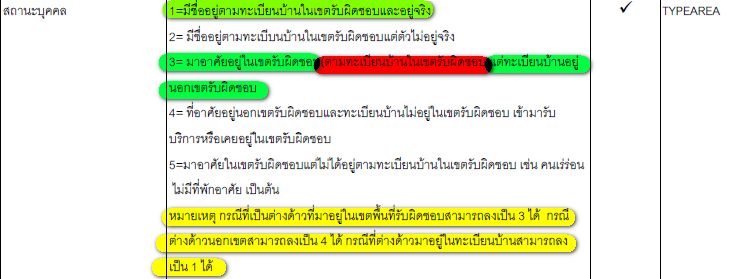 สถานะบุคคล 1=มีชื่ออยู่ตามทะเบียนบ้านในเขตรับผิดชอบและอยู่จริง ✓ TYPEAREA
2= มีชื่ออยู่ตามทะเบีบนบ้านในเขตรับผิดชอบแต่ตัวไม่อยู่จริง
3= มาอาศัยอยู่ในเขตรับผิดชอบ(ตามทะเบียนบ้านในเขตรับผิดชอบ)แต่ทะเบียนบ้านอยู่
นอกเขตรับผิดชอบ
4= ที่อาศัยอยู่นอกเขตรับผิดชอบและทะเบียนบ้านไม่อยู่ในเขตรับผิดชอบ เข้ามารับ
บริการหรือเคยอยู่ในเขตรับผิดชอบ
5=มาอาศัยในเขตรับผิดชอบแต่ไม่ได้อยู่ตามทะเบียนบ้านในเขตรับผิดชอบ เช่น คนเร่ร่อน
ไม่มีที่พักอาศัย เป็นต้น
หมายเหตุ กรณีที่เป็นต่างด้าวที่มาอยู่ในเขตพื้นที่รับผิดชอบสามารถลงเป็น 3 ได้ กรณี
ต่างด้าวนอกเขตสามารถลงเป็น 4 ได้ กรณีที่ต่างด้าวมาอยู่ในทะเบียนบ้านสามารถลง
เป็น 1 ได้